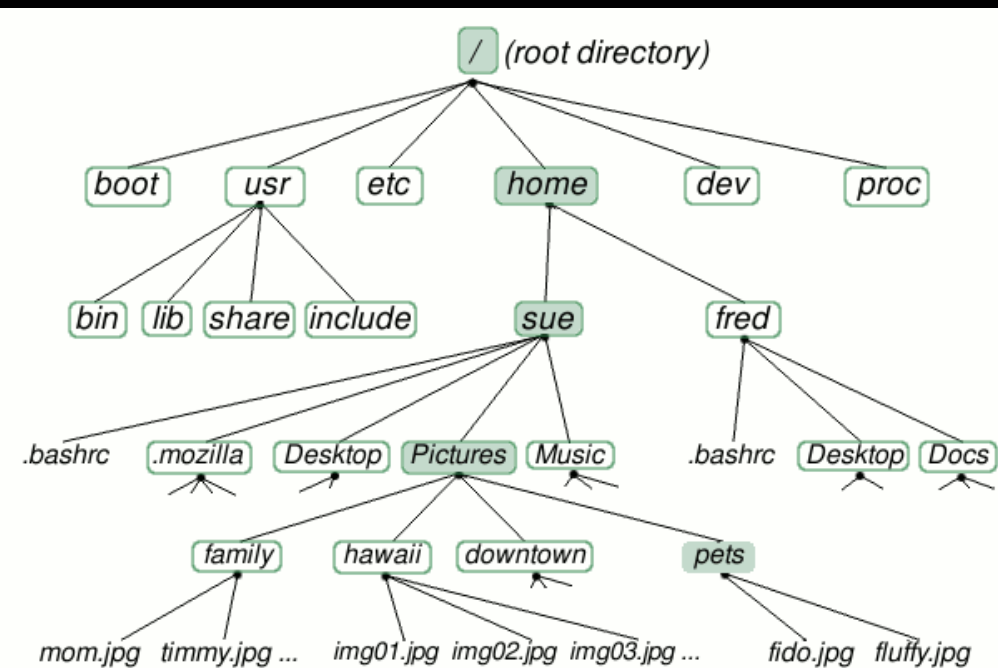 / (root directory)
boot usr etc home dev proc
bin lib share include sue fred
.bashrc .mozilla Desktop Pictures Music .bashrc Desktop Docs
family hawaii downtown pets
mom.jpg timmy.jpg ... img01.jpg img02.jpg img03.jpg ... fido.jpg fluffy.jpg